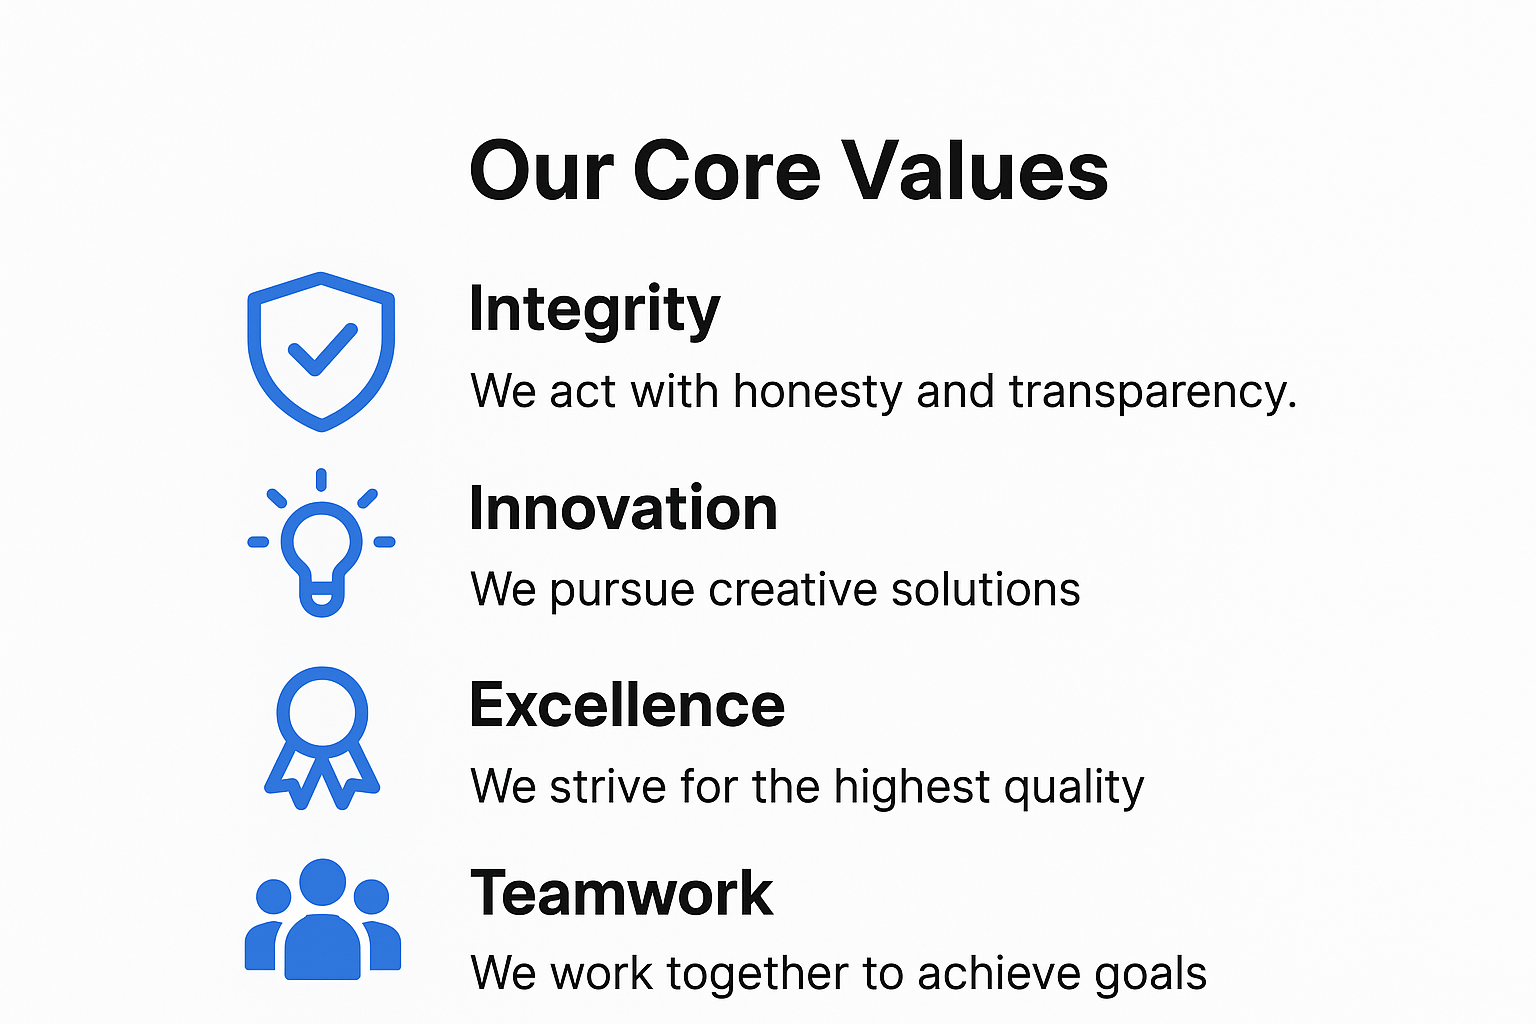 Our Core Values
Integrity
We act with honesty and transparency.
Innovation
We pursue creative solutions
Excellence
We strive for the highest quality
Teamwork
We work together to achieve goals